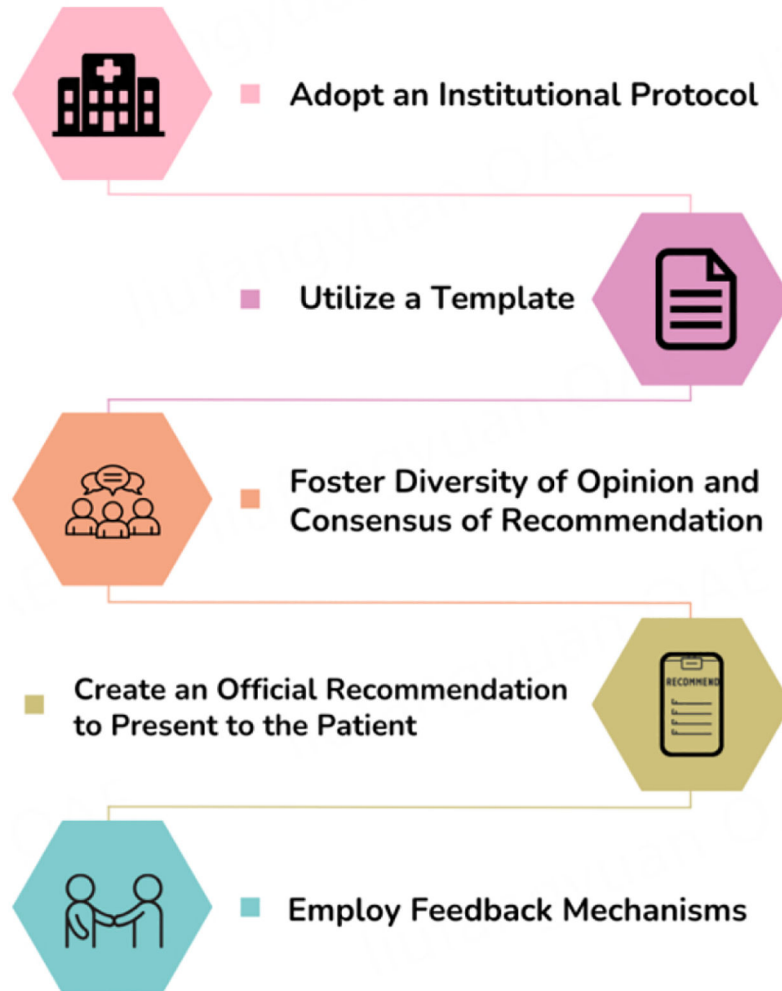 Adopt an Institutional Protocol
Utilize a Template
Foster Diversity of Opinion and
Consensus of Recommendation
Create an Official Recommendation
to Present to the Patient
RECOMMEND
Employ Feedback Mechanisms